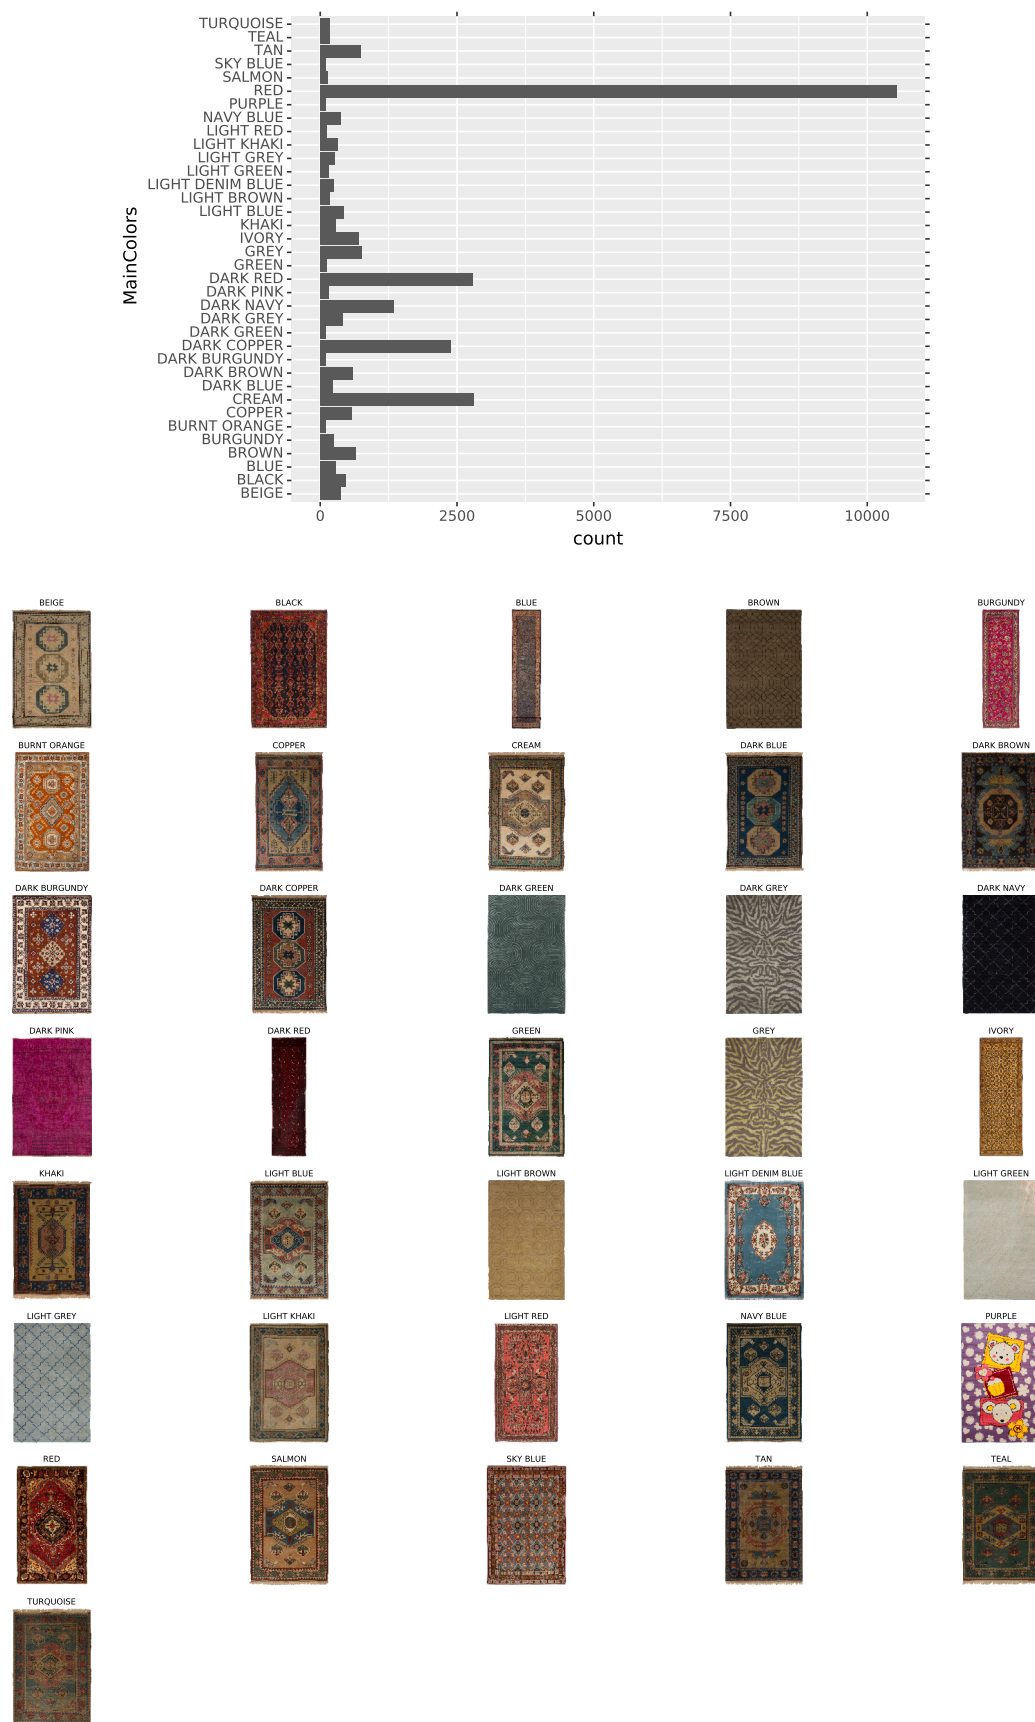 TURQUOISE
TEAL
TAN
SKY BLUE
SALMON
RED
PURPLE
NAVY BLUE
LIGHT RED
LIGHT KHAKI
LIGHT GREY
LIGHT GREEN
LIGHT DENIM BLUE
LIGHT BROWN
LIGHT BLUE
KHAKI
IVORY
GREY
GREEN
DARK RED
DARK PINK
DARK NAVY
DARK GREY
DARK GREEN
DARK COPPER
DARK BURGUNDY
DARK BROWN
DARK BLUE
CREAM
COPPER
BURNT ORANGE
BURGUNDY
BROWN
BLUE
BLACK
BEIGE
MainColors
0 2500 5000 7500 10000
count
BEIGE BLACK BLUE BROWN BURGUNDY
BURNT ORANGE COPPER CREAM DARK BLUE DARK BROWN
DARK BURGUNDY DARK COPPER DARK GREEN DARK GREY DARK NAVY
DARK PINK DARK RED GREEN GREY IVORY
KHAKI LIGHT BLUE LIGHT BROWN LIGHT DENIM BLUE LIGHT GREEN
LIGHT GREY LIGHT KHAKI LIGHT RED NAVY BLUE PURPLE
RED SALMON SKY BLUE TAN TEAL
TURQUOISE